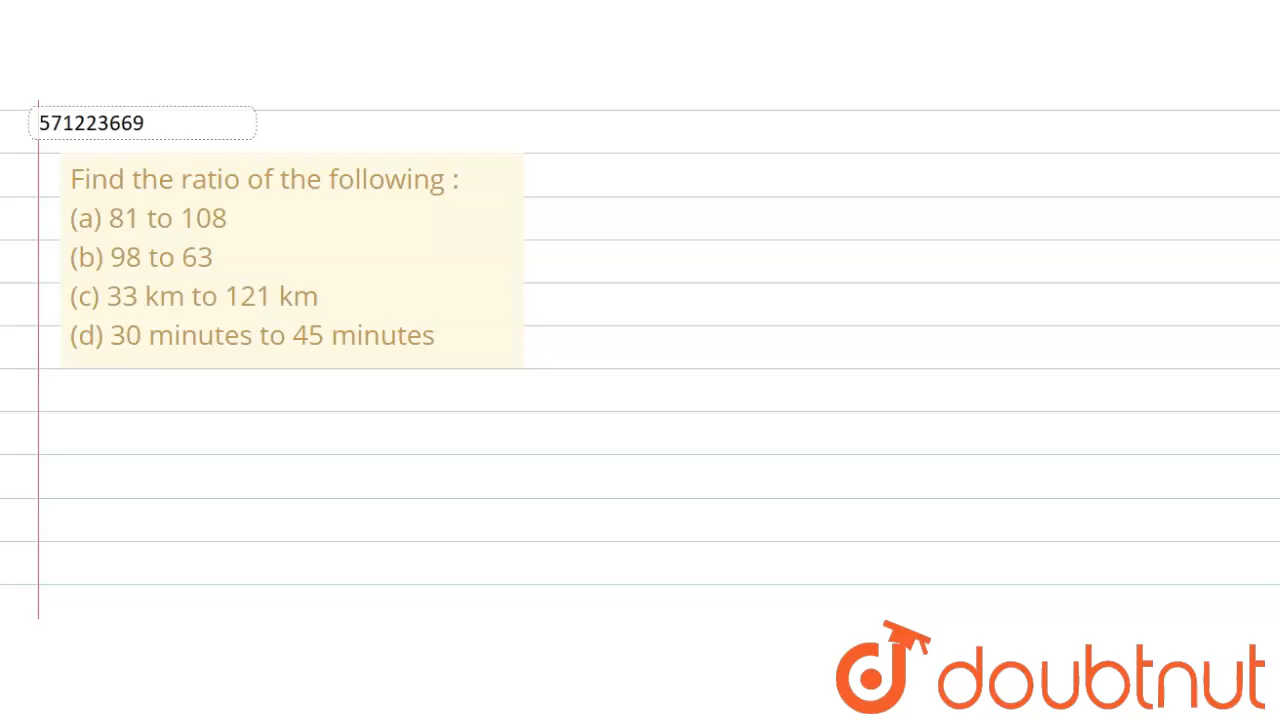 571223669
Find the ratio of the following :
(a) 81 to 108
(b) 98 to 63
(c) 33 km to 121 km
(d) 30 minutes to 45 minutes
doubtnut